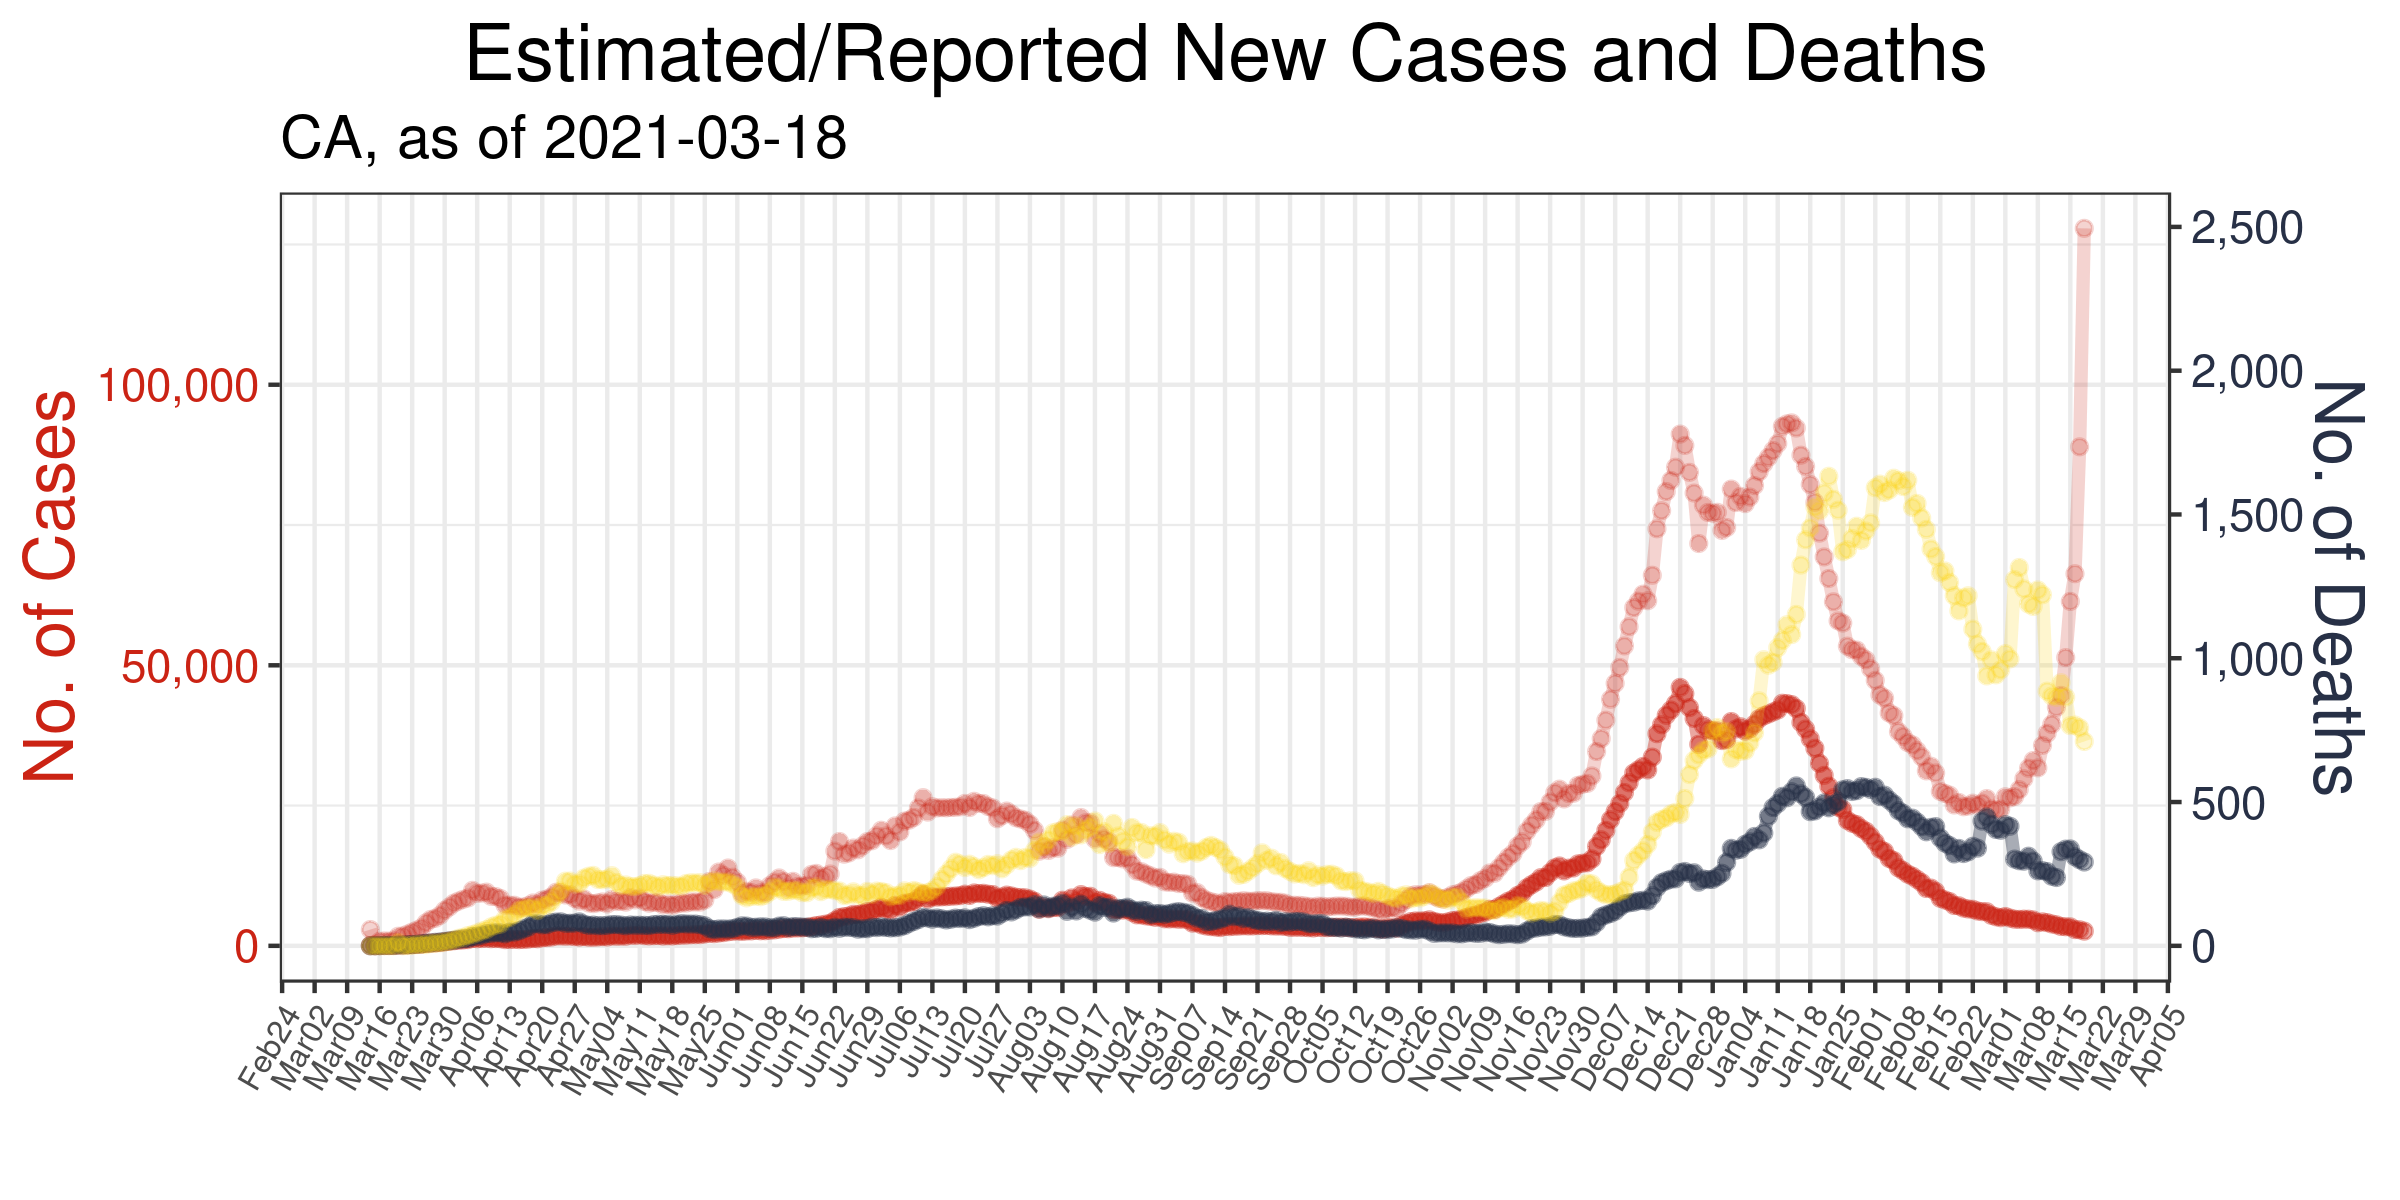 Estimated/Reported New Cases and Deaths
CA, as of 2021-03-18
No. of Cases
100,000
50,000
0
2,500
2,000
1,500
1,000
500
0
No. of Deaths
Feb24
Mar02
Mar09
Mar16
Mar23
Mar30
Apr06
Apr13
Apr20
Apr27
May04
May11
May18
May25
Jun01
Jun08
Jun15
Jun22
Jun29
Jul06
Jul13
Jul20
Jul27
Aug03
Aug10
Aug17
Aug24
Aug31
Sep07
Sep14
Sep21
Sep28
Oct05
Oct12
Oct19
Oct26
Nov02
Nov09
Nov16
Nov23
Nov30
Dec07
Dec14
Dec21
Dec28
Jan04
Jan11
Jan18
Jan25
Feb01
Feb08
Feb15
Feb22
Mar01
Mar08
Mar15
Mar22
Mar29
Apr05